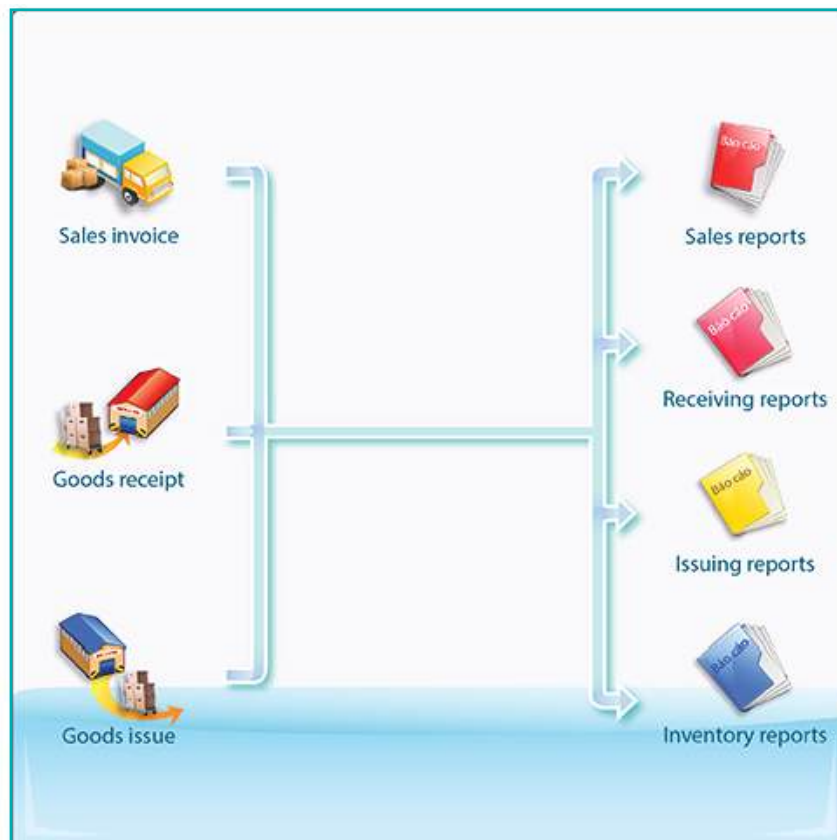 Báo cáo
Sales invoice
Sales reports
Báo cáo
Receiving reports
Goods receipt
Báo cáo
Issuing reports
Báo cáo
Goods issue
Inventory reports